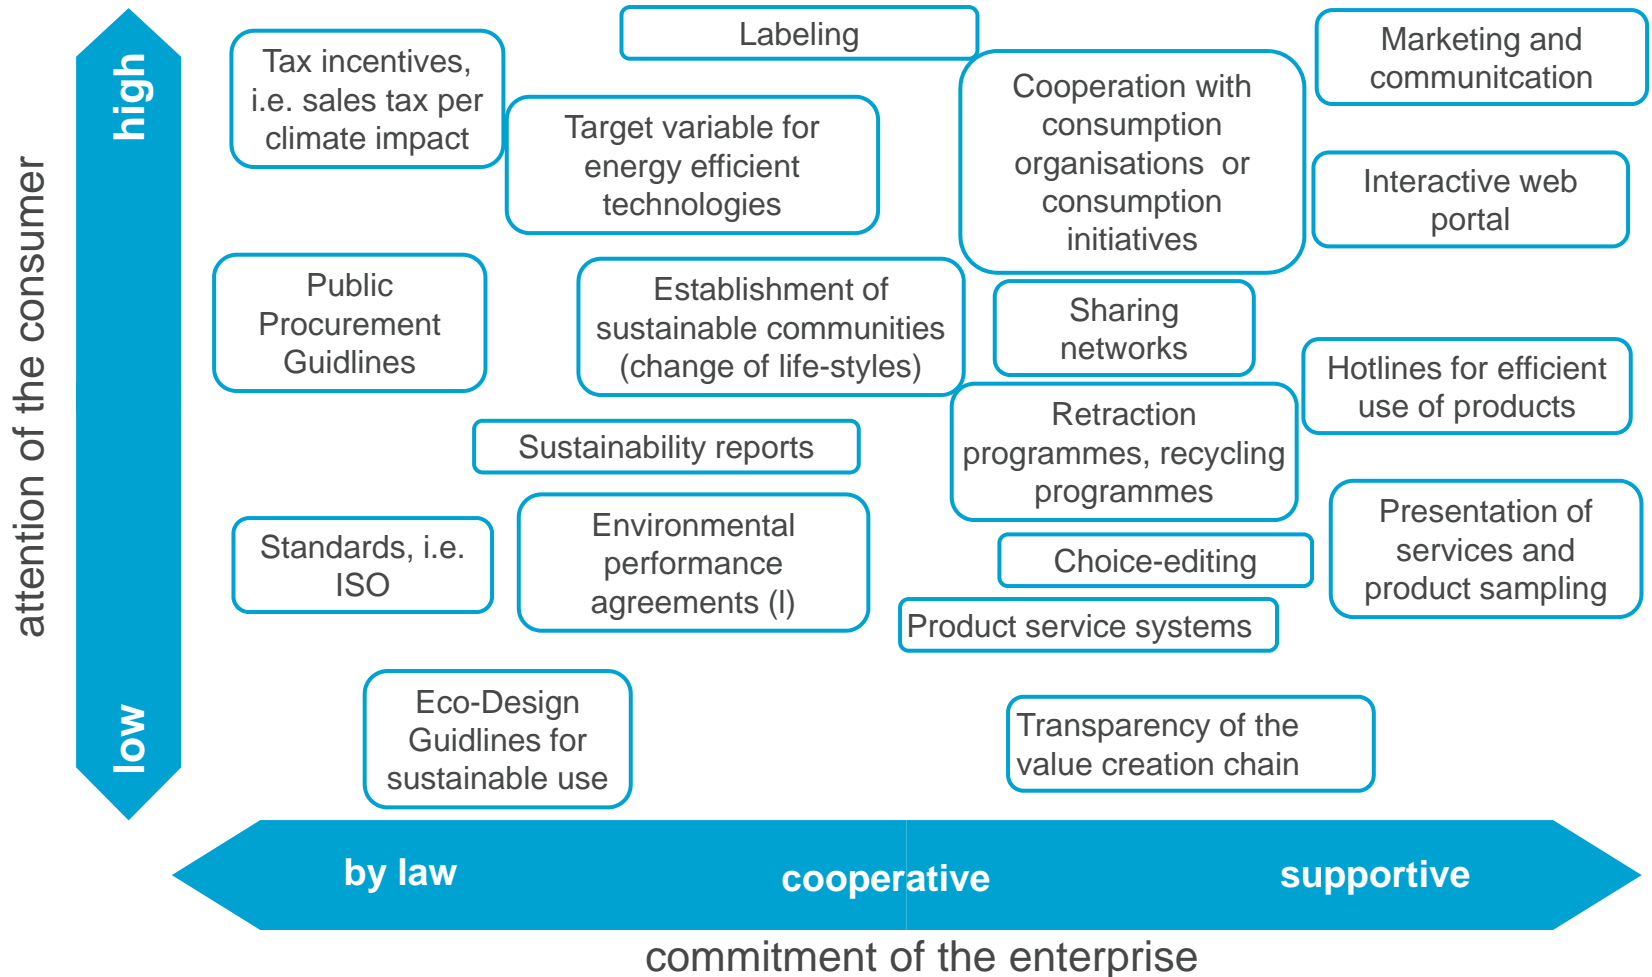 attention of the consumer
high
low
Tax incentives,
i.e. sales tax per
climate impact
Labeling
Target variable for
energy efficient
technologies
Cooperation with
consumption
organisations or
consumption
initiatives
Marketing and
communitcation
Interactive web
portal
Public
Procurement
Guidlines
Establishment of
sustainable communities
(change of life-styles)
Sharing
networks
Hotlines for efficient
use of products
Sustainability reports
Retraction
programmes, recycling
programmes
Standards, i.e.
ISO
Environmental
performance
agreements (I)
Choice-editing
Presentation of
services and
product sampling
Product service systems
Eco-Design
Guidlines for
sustainable use
Transparency of the
value creation chain
by law
cooperative
supportive
commitment of the enterprise